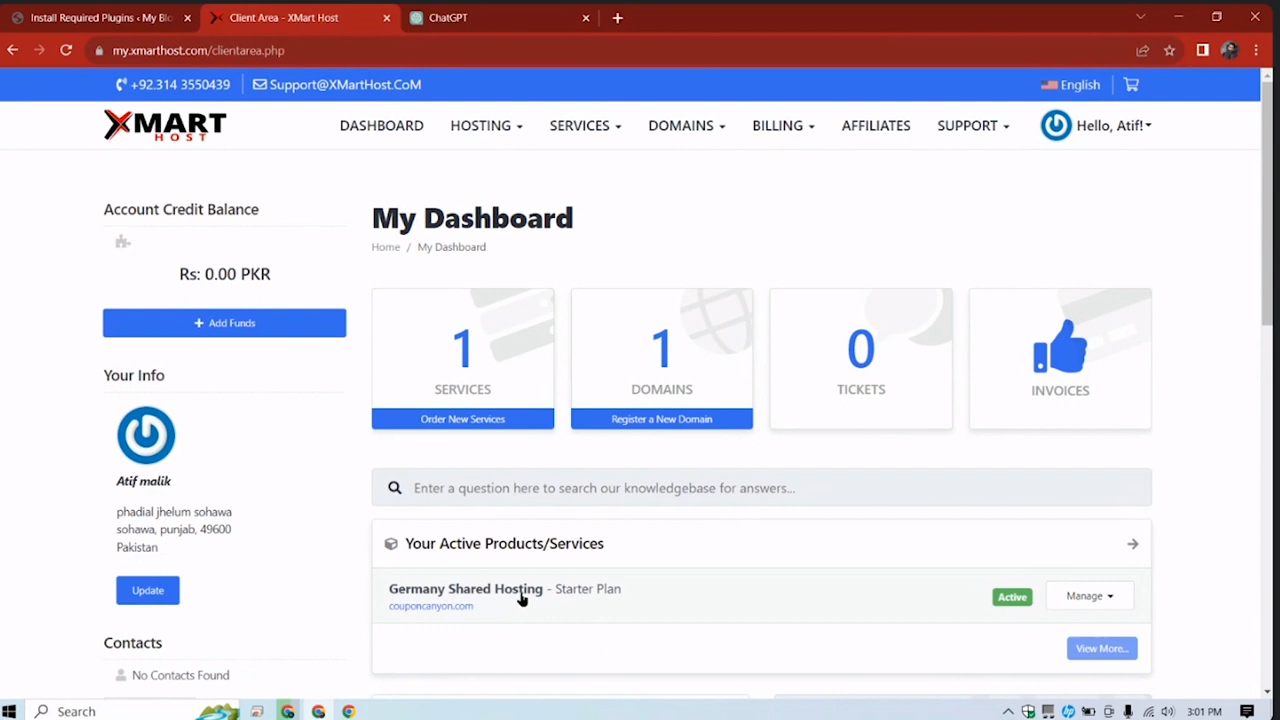 Install Required Plugins ‹ My Blo
Client Area - XMart Host
ChatGPT
my.xmarthost.com/clientarea.php
+92.314 3550439
Support@XMartHost.CoM
English
XMART
HOST
DASHBOARD
HOSTING
SERVICES
DOMAINS
BILLING
AFFILIATES
SUPPORT
Hello, Atif!
Account Credit Balance
Rs: 0.00 PKR
+ Add Funds
Your Info
Atif malik
phadial jhelum sohawa
sohawa, punjab, 49600
Pakistan
Update
Contacts
No Contacts Found
My Dashboard
Home / My Dashboard
1
SERVICES
Order New Services
1
DOMAINS
Register a New Domain
0
TICKETS
INVOICES
Enter a question here to search our knowledgebase for answers...
Your Active Products/Services
Germany Shared Hosting - Starter Plan
couponcanyon.com
Active
Manage
View More...
Search
3:01 PM